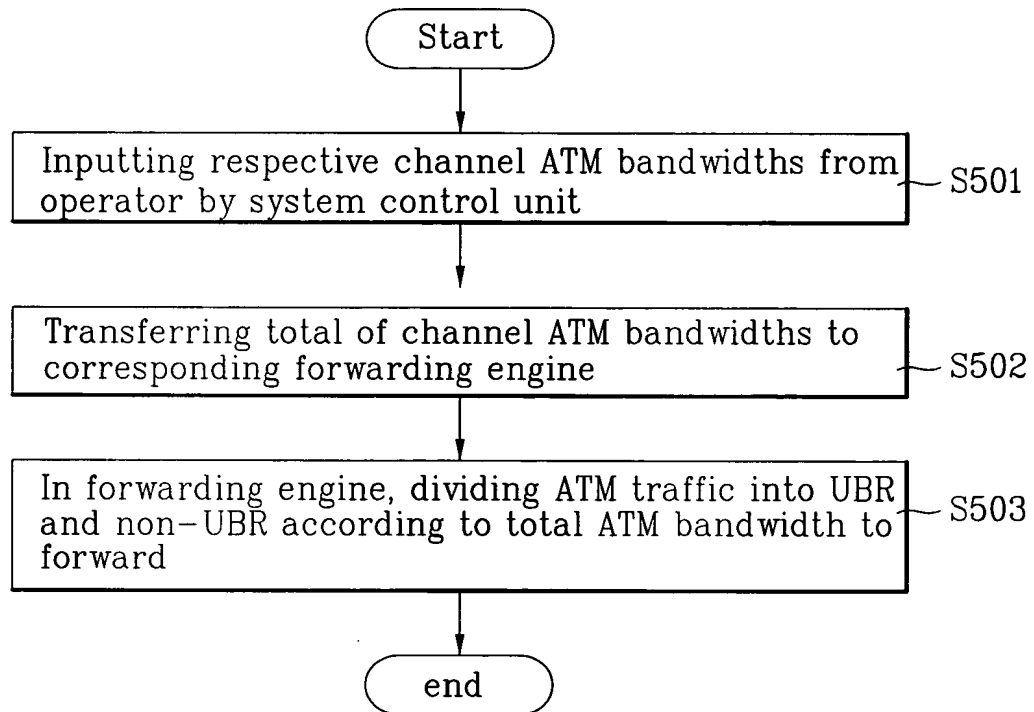 Start
Inputting respective channel ATM bandwidths from
operator by system control unit
S501
Transferring total of channel ATM bandwidths to
corresponding forwarding engine
S502
In forwarding engine, dividing ATM traffic into UBR
and non-UBR according to total ATM bandwidth to
forward
S503
end